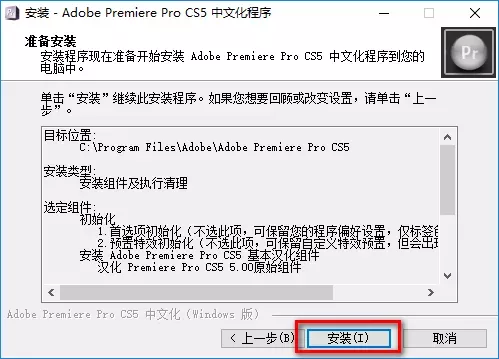 安装 - Adobe Premiere Pro CS5 中文化程序
准备安装
安装程序现在准备开始安装 Adobe Premiere Pro CS5 中文化程序到您的
电脑中。
Pr
单击“安装”继续此安装程序。如果您想要回顾或改变设置，请单击“上一
步”。
目标位置:
C:\Program Files\Adobe\Adobe Premiere Pro CS5
安装类型:
安装组件及执行清理
选定组件:
初始化
1.首选项初始化（不选此项，可保留您的程序偏好设置，仅标签自
2.预置特效初始化（不选此项，可保留自定义特效预置，但会出现
安装 Adobe Premiere Pro CS5 基本汉化组件
汉化 Premiere Pro CS5 5.00原始组件
Adobe Premiere Pro CS5 中文化(Windows 版)
< 上一步(B)
安装(I)
取消